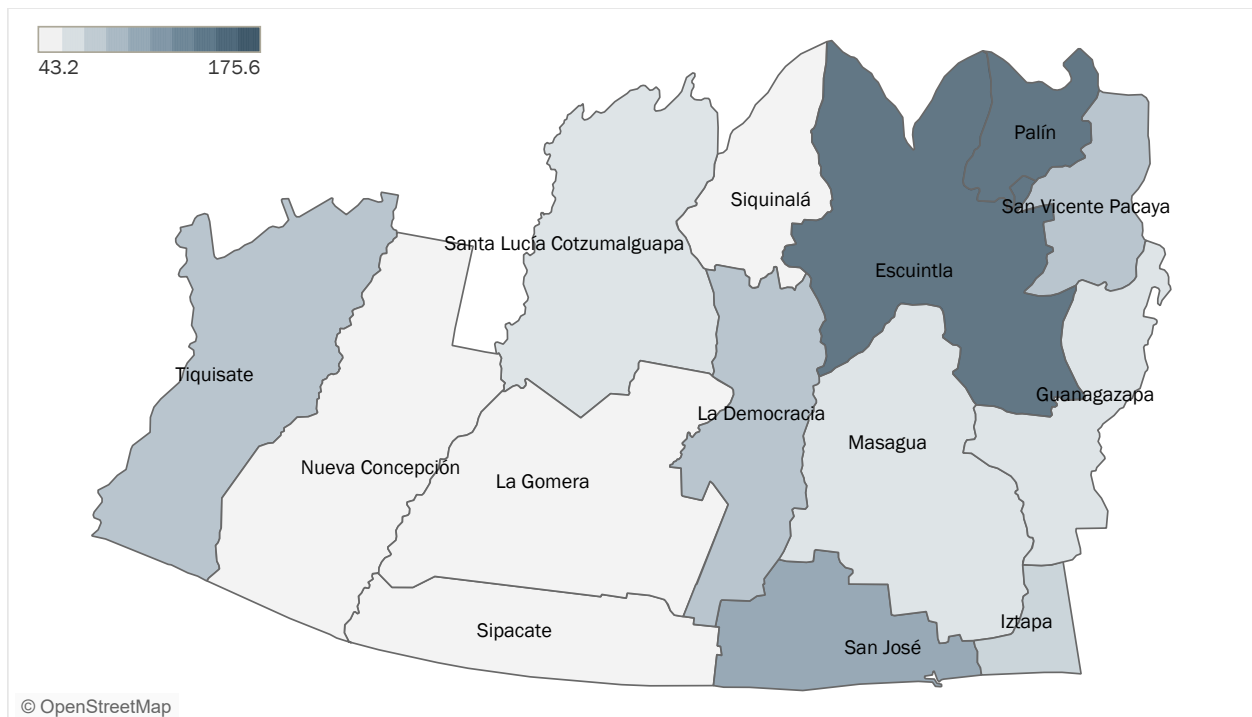 43.2 175.6
Palín
Siquinalá
San Vicente Pacaya
Santa Lucía Cotzumalguapa
Escuintla
Tiquisate
Guanagazapa
La Democracia
Masagua
Nueva Concepción
La Gomera
Iztapa
Sipacate
San José
© OpenStreetMap